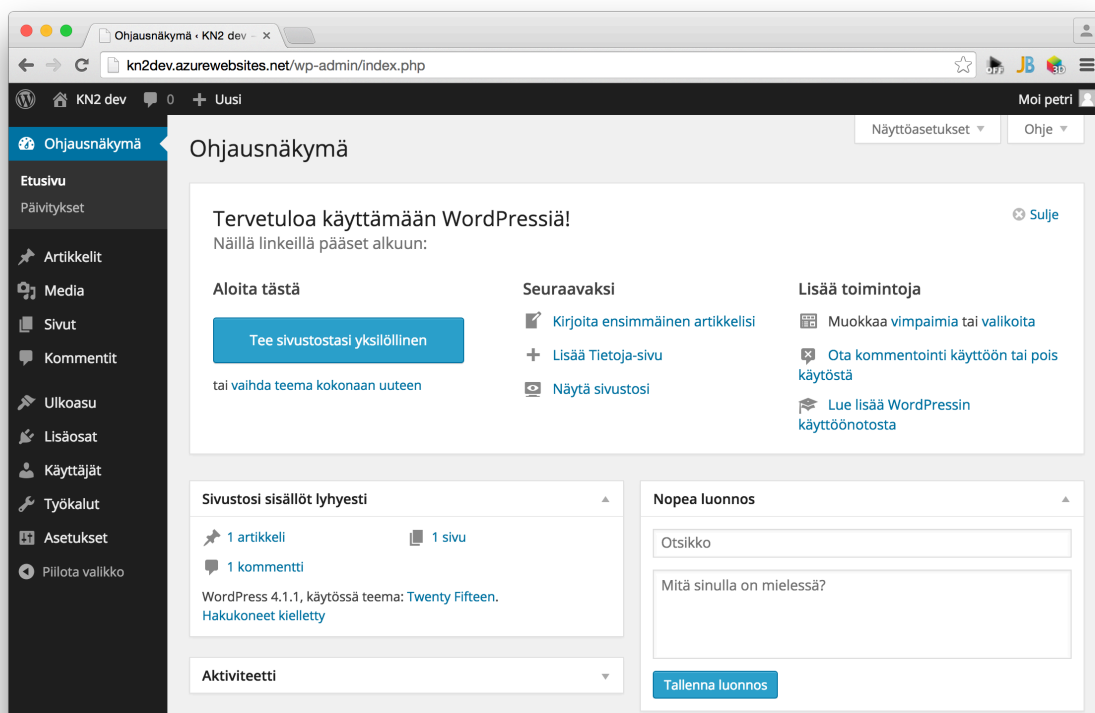 Ohjausnäkymä ‹ KN2 dev –
kn2dev.azurewebsites.net/wp-admin/index.php
OFF
JB
3D
KN2 dev
0
Uusi
Moi petri
Ohjausnäkymä
Etusivu
Päivitykset
Artikkelit
Media
Sivut
Kommentit
Ulkoasu
Lisäosat
Käyttäjät
Työkalut
Asetukset
Piilota valikko
Näyttöasetukset
Ohje
Ohjausnäkymä
Tervetuloa käyttämään WordPressiä!
Sulje
Näillä linkeillä pääset alkuun:
Aloita tästä
Tee sivustostasi yksilöllinen
tai vaihda teema kokonaan uuteen
Seuraavaksi
Kirjoita ensimmäinen artikkelisi
Lisää Tietoja-sivu
Näytä sivustosi
Lisää toimintoja
Muokkaa vimpaimia tai valikoita
Ota kommentointi käyttöön tai pois
käytöstä
Lue lisää WordPressin
käyttöönotosta
Sivustosi sisällöt lyhyesti
1 artikkeli
1 sivu
1 kommentti
WordPress 4.1.1, käytössä teema: Twenty Fifteen.
Hakukoneet kielletty
Aktiviteetti
Nopea luonnos
Otsikko
Mitä sinulla on mielessä?
Tallenna luonnos